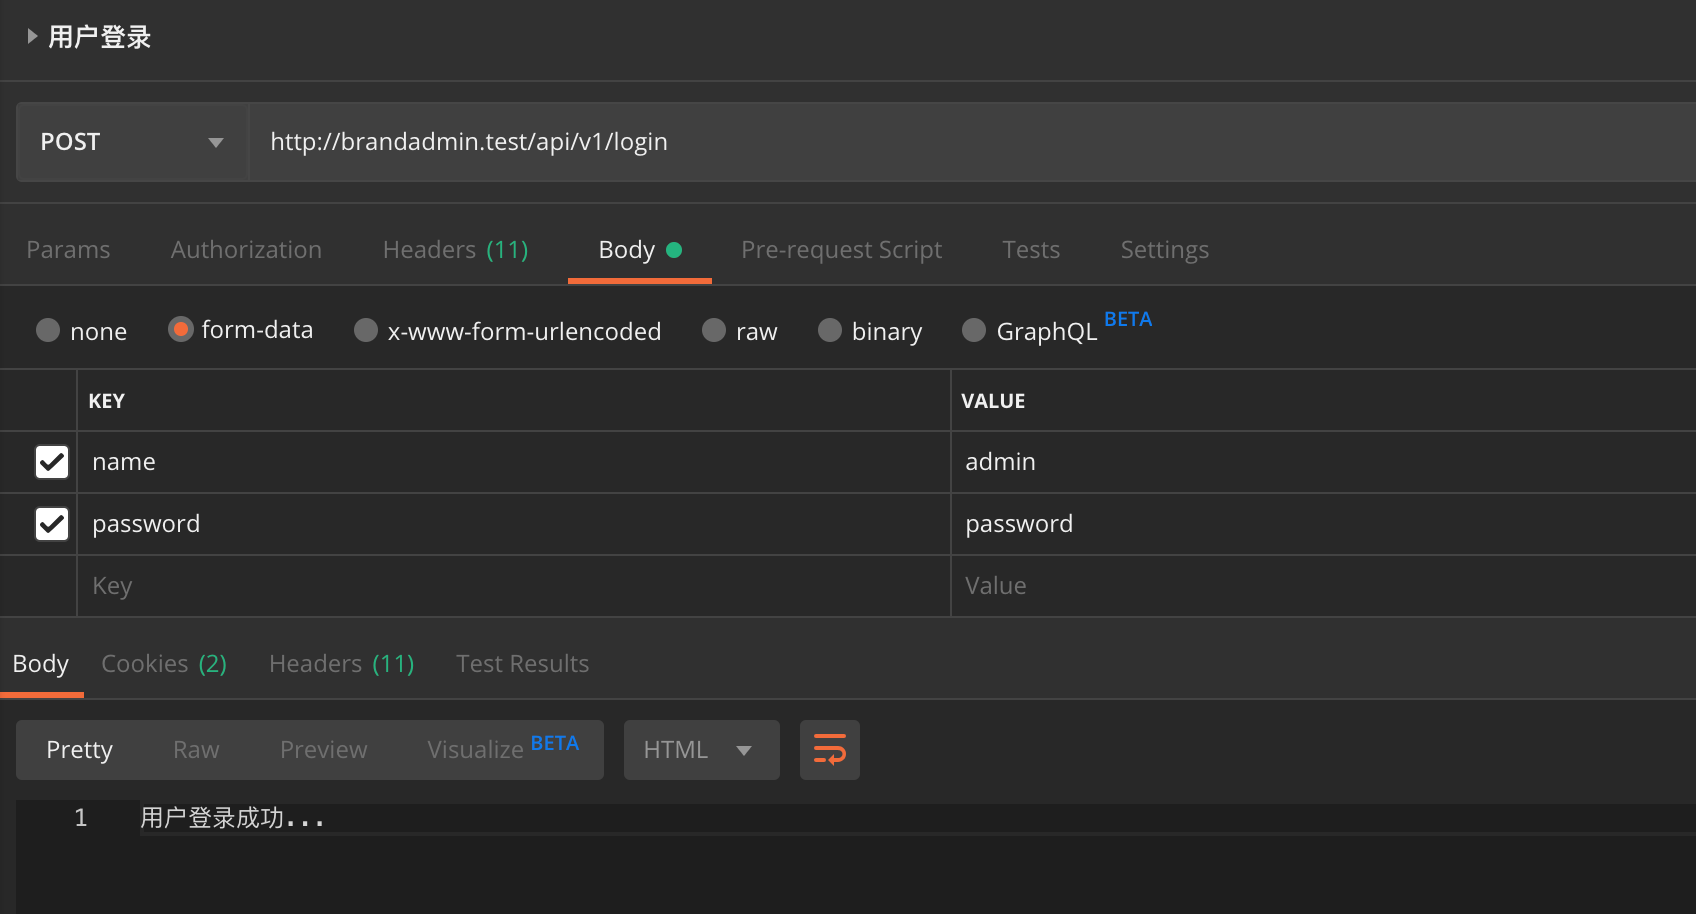 用户登录
POST http://brandadmin.test/api/v1/login
Params Authorization Headers (11) Body Pre-request Script Tests Settings
none form-data x-www-form-urlencoded raw binary GraphQL BETA
KEY VALUE
name admin
password password
Key Value
Body Cookies (2) Headers (11) Test Results
Pretty Raw Preview Visualize BETA HTML
1 用户登录成功...